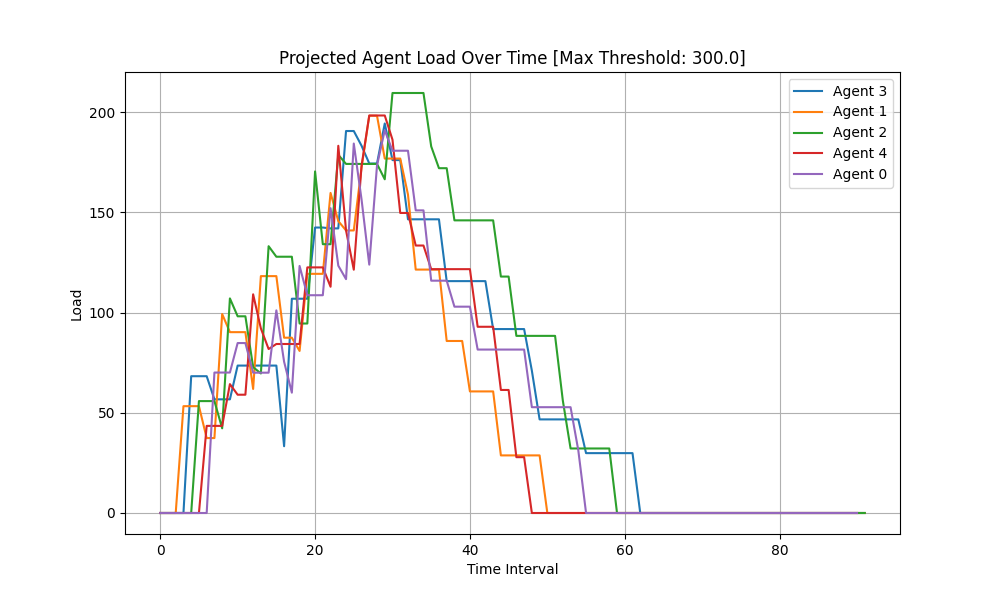 Projected Agent Load Over Time [Max Threshold: 300.0]
Load
200
150
100
50
0
0 20 40 60 80
Time Interval
Agent 3
Agent 1
Agent 2
Agent 4
Agent 0